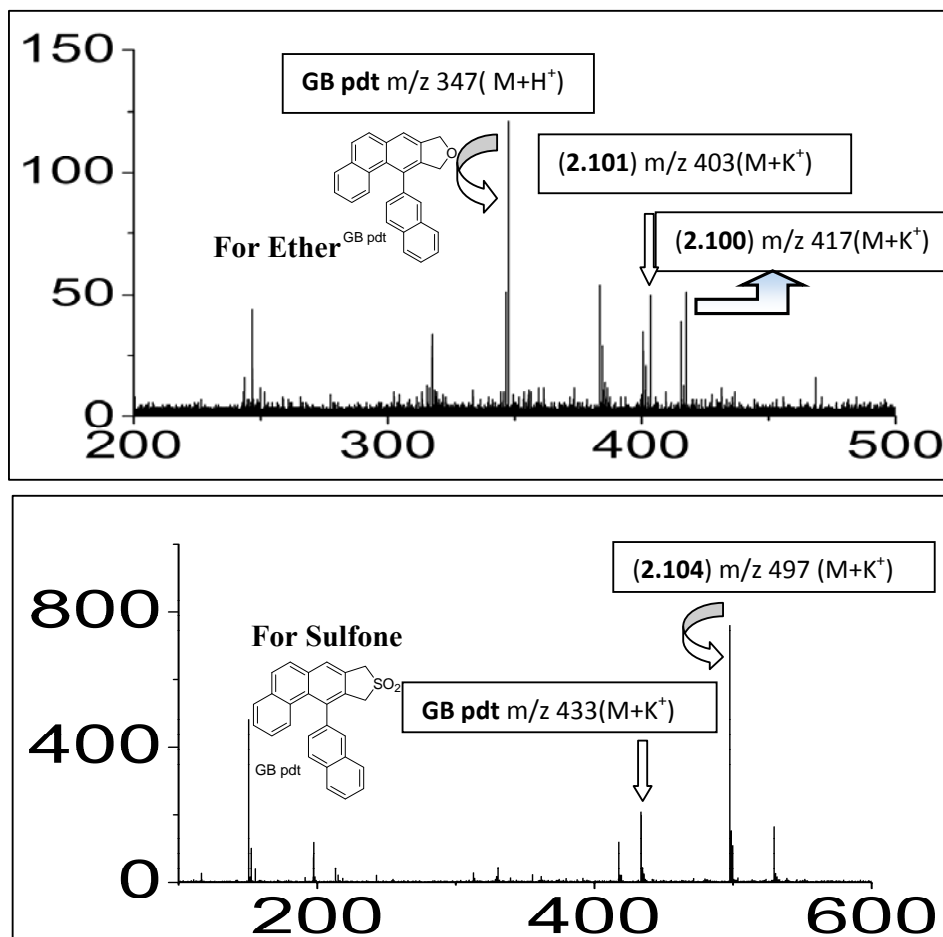 150
GB pdt m/z 347( M+H+)
O
100
(2.101) m/z 403(M+K+)
(2.100) m/z 417(M+K+)
For Ether GB pdt
50
0
200 300 400 500
(2.104) m/z 497 (M+K+)
800
For Sulfone
SO2
GB pdt m/z 433(M+K+)
400
GB pdt
0
200 400 600